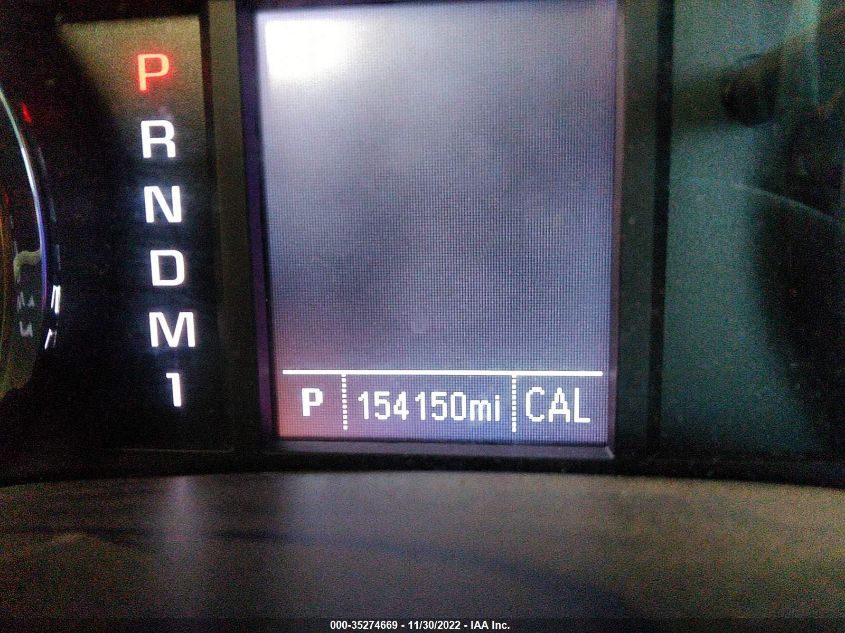 P
R
N
D
M
1
P 154150mi CAL
000-35274669 - 11/30/2022 - IAA Inc.